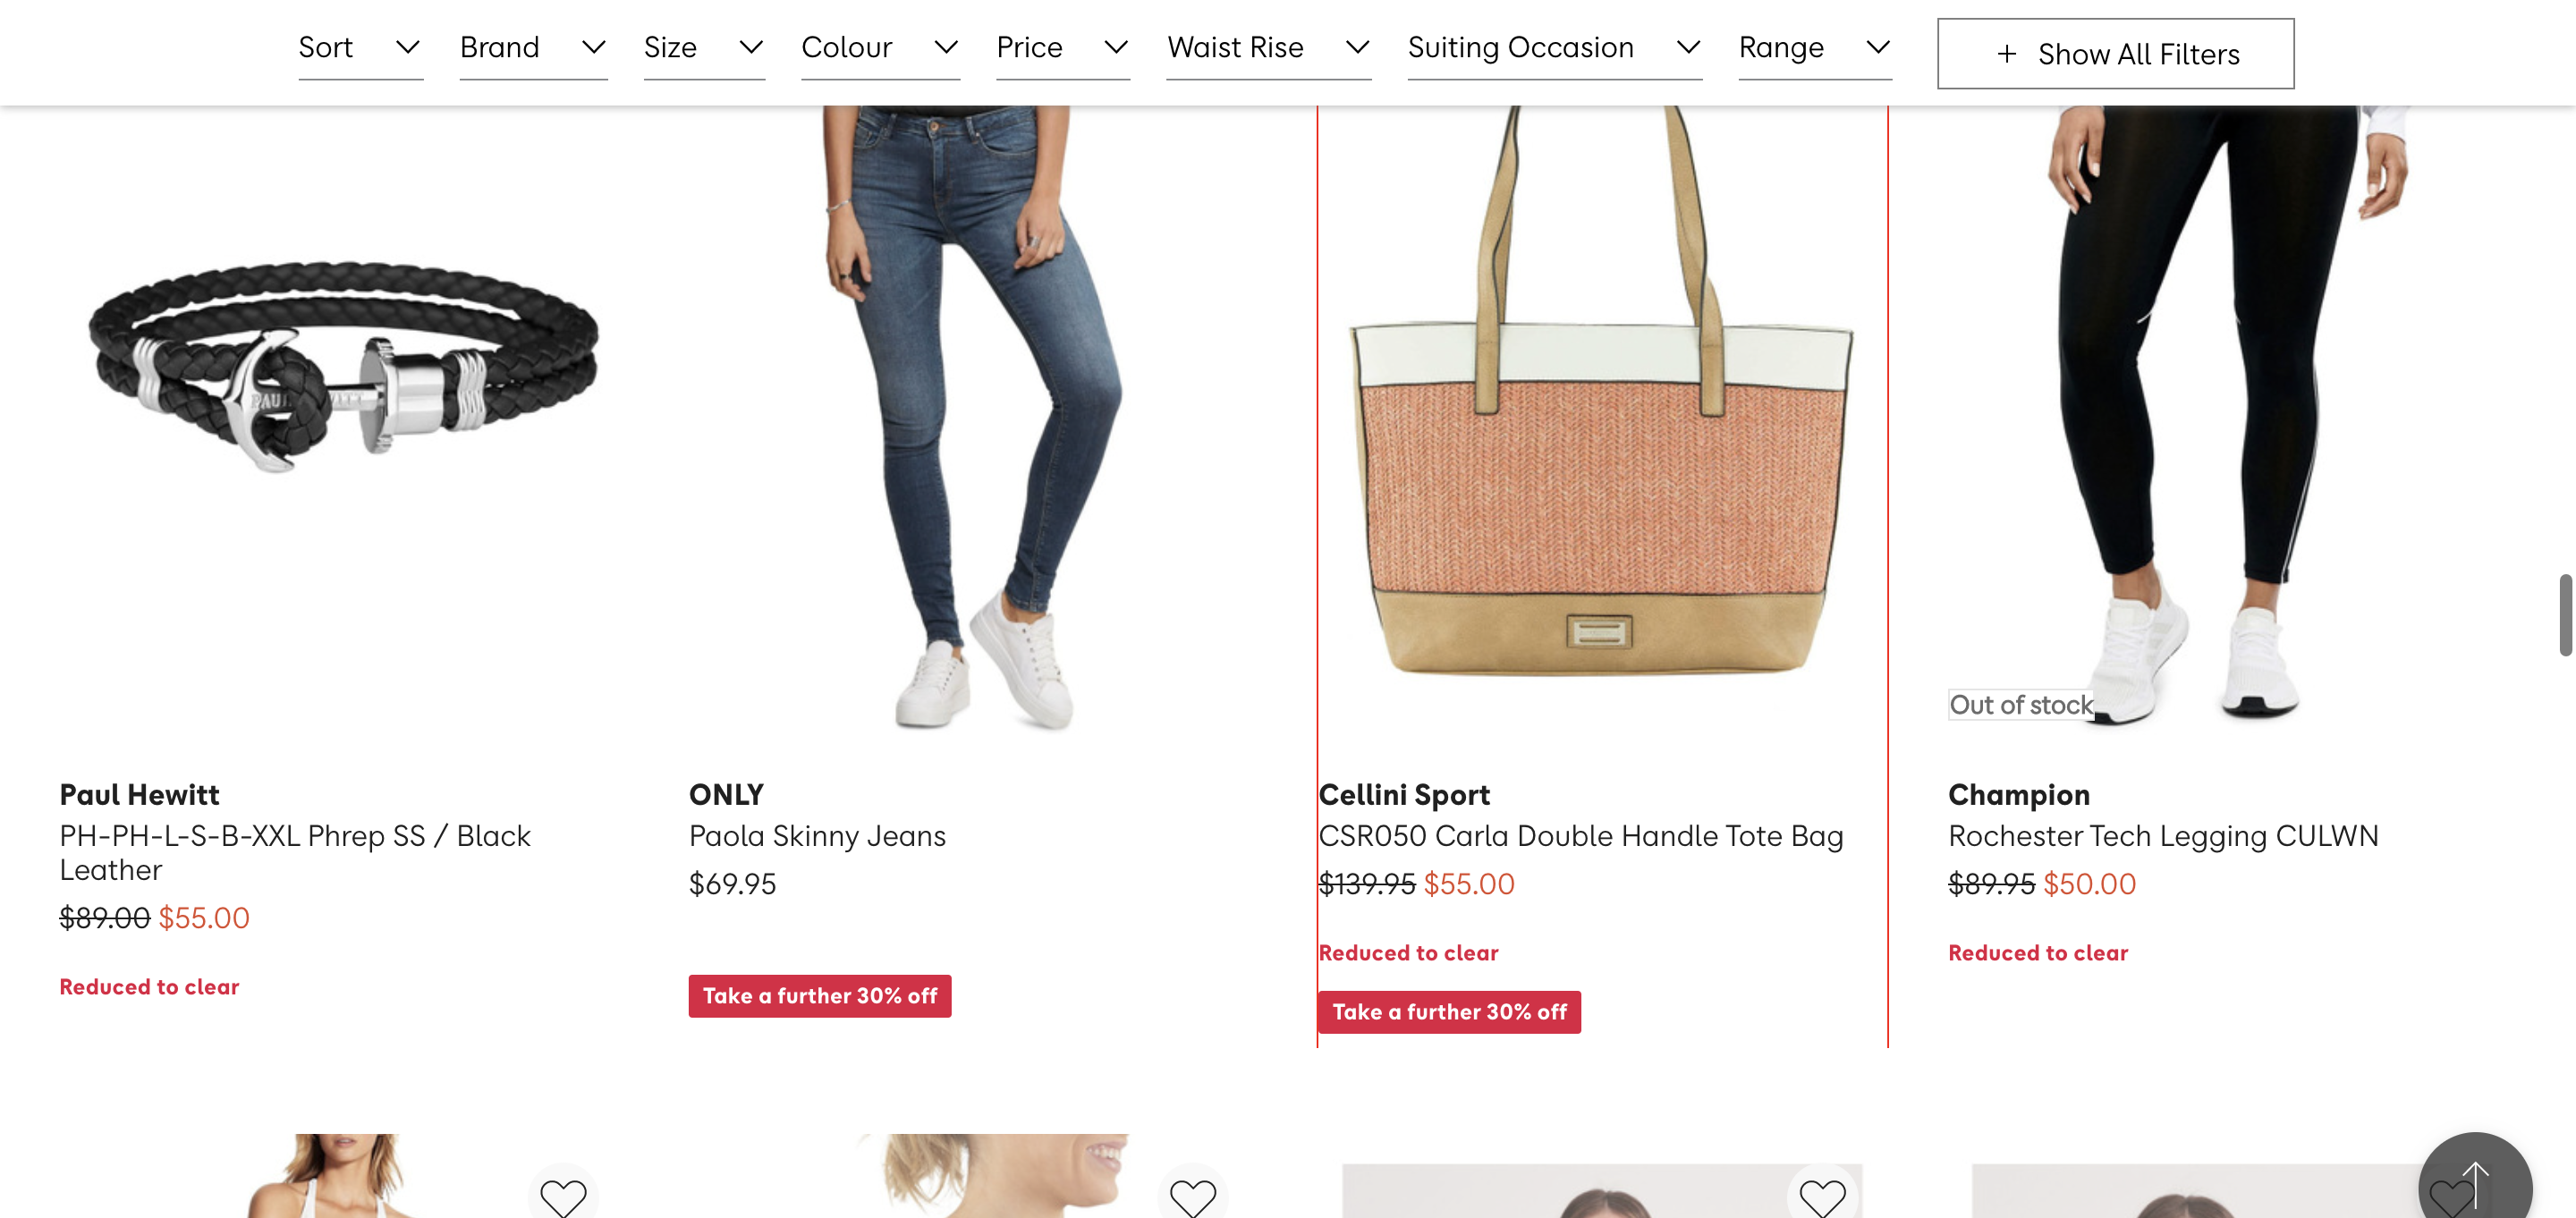 Sort
Brand
Size
Colour
Price
Waist Rise
Suiting Occasion
Range
+ Show All Filters
Out of stock
Paul Hewitt
PH-PH-L-S-B-XXL Phrep SS / Black
Leather
$89.00 $55.00
Reduced to clear
ONLY
Paola Skinny Jeans
$69.95
Take a further 30% off
Cellini Sport
CSR050 Carla Double Handle Tote Bag
$139.95 $55.00
Reduced to clear
Take a further 30% off
Champion
Rochester Tech Legging CULWN
$89.95 $50.00
Reduced to clear